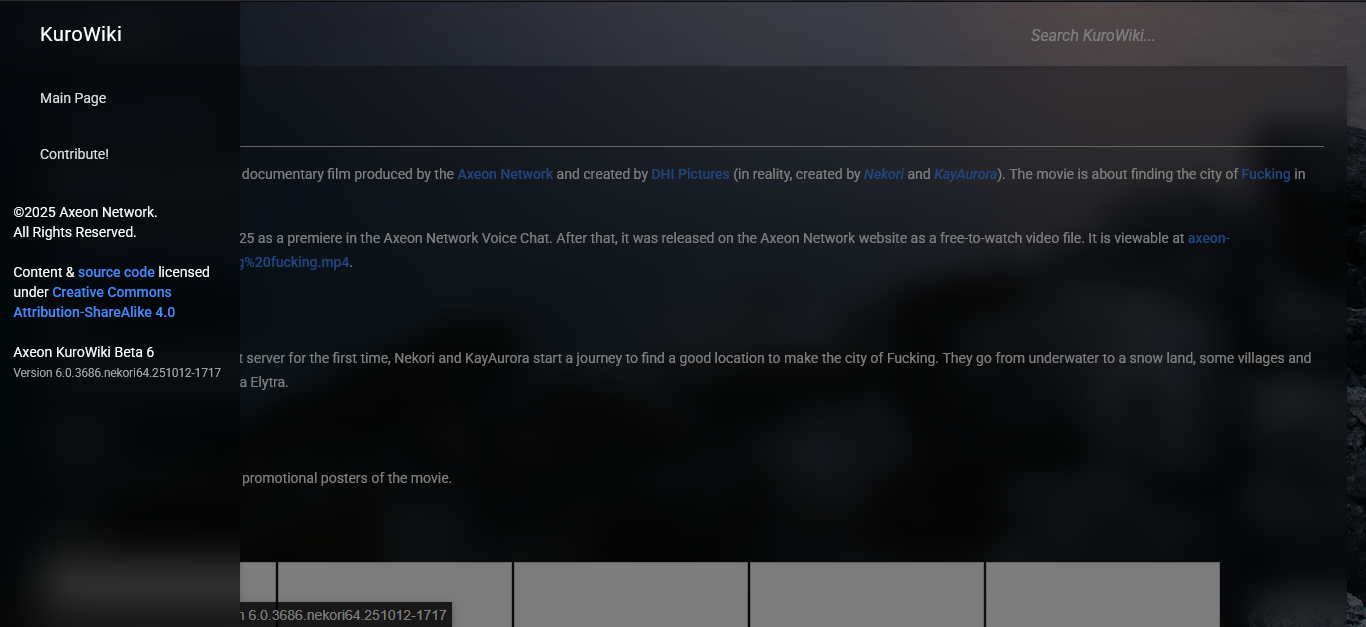 KuroWiki
Search KuroWiki...
Main Page
Contribute!
©2025 Axeon Network.
All Rights Reserved.
Content & source code licensed
under Creative Commons
Attribution-ShareAlike 4.0
Axeon KuroWiki Beta 6
Version 6.0.3686.nekori64.251012-1717
documentary film produced by the Axeon Network and created by DHI Pictures (in reality, created by Nekori and KayAurora). The movie is about finding the city of Fucking in
25 as a premiere in the Axeon Network Voice Chat. After that, it was released on the Axeon Network website as a free-to-watch video file. It is viewable at axeon-
g%20fucking.mp4.
t server for the first time, Nekori and KayAurora start a journey to find a good location to make the city of Fucking. They go from underwater to a snow land, some villages and
a Elytra.
promotional posters of the movie.
n 6.0.3686.nekori64.251012-1717